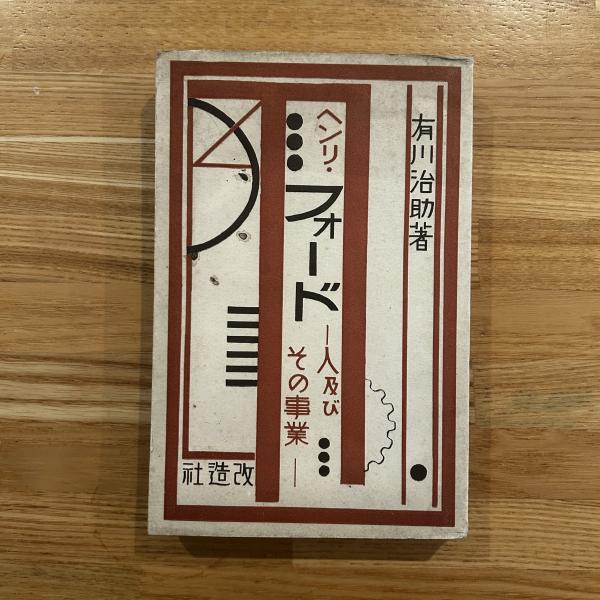 有川治助著
ヘンリ・フォード
―人及び
その事業―
社造改